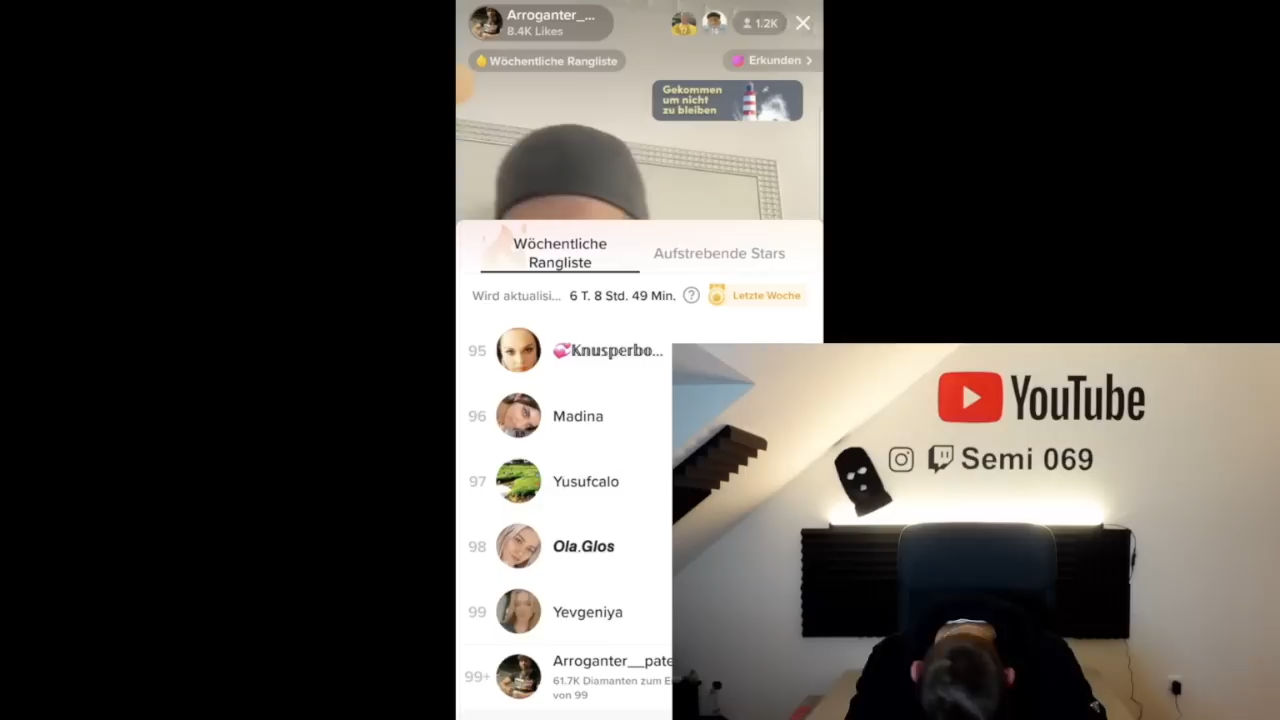 Arroganter_...
8.4K Likes
1.2K
Wöchentliche Rangliste
Erkunden
Gekommen
um nicht
zu bleiben
Wöchentliche
Rangliste
Aufstrebende Stars
Wird aktualisi... 6 T. 8 Std. 49 Min. ?
Letzte Woche
95 Knusperbo...
96 Madina
97 Yusufcalo
98 Ola.Glos
99 Yevgeniya
99+ Arroganter__pate
61.7K Diamanten zum E
von 99
YouTube
Semi 069